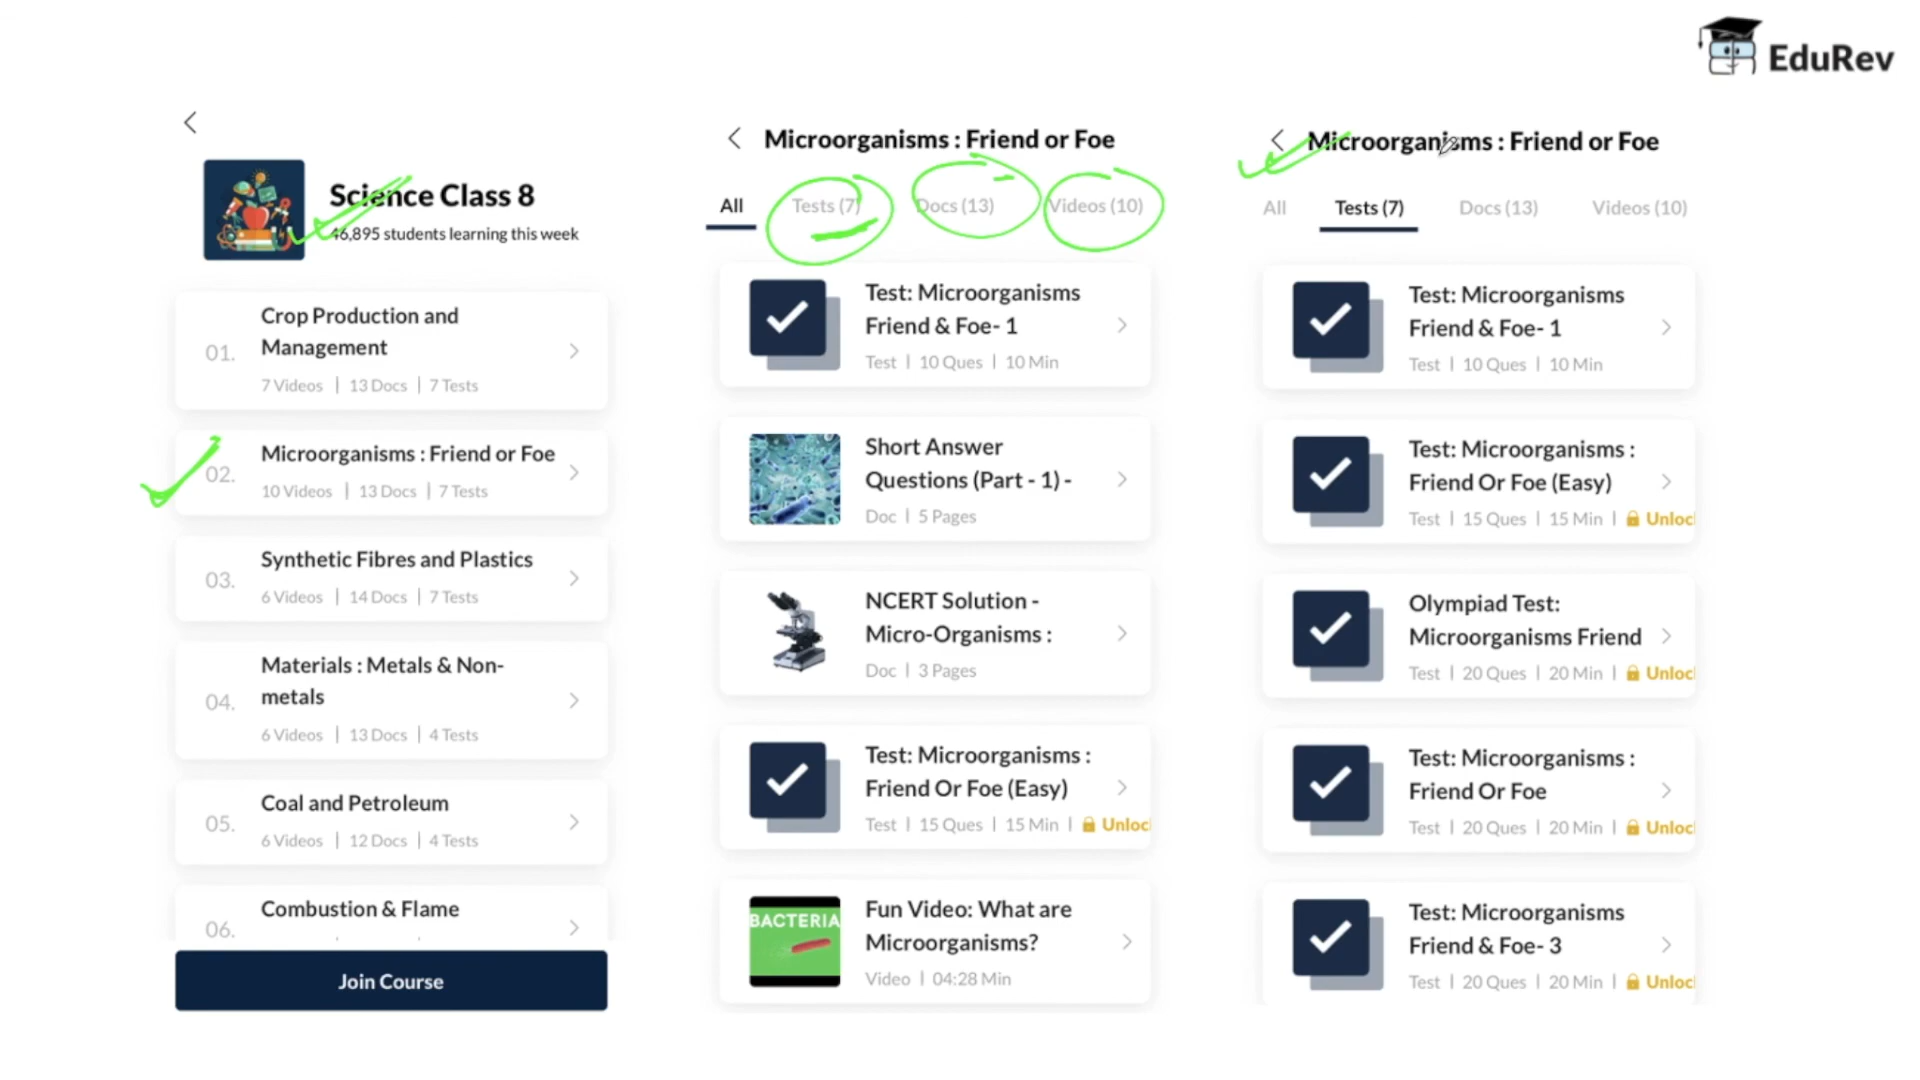 EduRev
Science Class 8
46,895 students learning this week
01.
Crop Production and
Management
7 Videos | 13 Docs | 7 Tests
02.
Microorganisms : Friend or Foe
10 Videos | 13 Docs | 7 Tests
03.
Synthetic Fibres and Plastics
6 Videos | 14 Docs | 7 Tests
04.
Materials : Metals & Non-
metals
6 Videos | 13 Docs | 4 Tests
05.
Coal and Petroleum
6 Videos | 12 Docs | 4 Tests
06.
Combustion & Flame
Join Course
Microorganisms : Friend or Foe
All Tests (7) Docs (13) Videos (10)
Test: Microorganisms
Friend & Foe- 1
Test | 10 Ques | 10 Min
Short Answer
Questions (Part - 1) -
Doc | 5 Pages
NCERT Solution -
Micro-Organisms :
Doc | 3 Pages
Test: Microorganisms :
Friend Or Foe (Easy)
Test | 15 Ques | 15 Min | Unloc
BACTERIA
Fun Video: What are
Microorganisms?
Video | 04:28 Min
Microorganisms : Friend or Foe
All Tests (7) Docs (13) Videos (10)
Test: Microorganisms
Friend & Foe- 1
Test | 10 Ques | 10 Min
Test: Microorganisms :
Friend Or Foe (Easy)
Test | 15 Ques | 15 Min | Unloc
Olympiad Test:
Microorganisms Friend
Test | 20 Ques | 20 Min | Unloc
Test: Microorganisms :
Friend Or Foe
Test | 20 Ques | 20 Min | Unloc
Test: Microorganisms
Friend & Foe- 3
Test | 20 Ques | 20 Min | Unloc